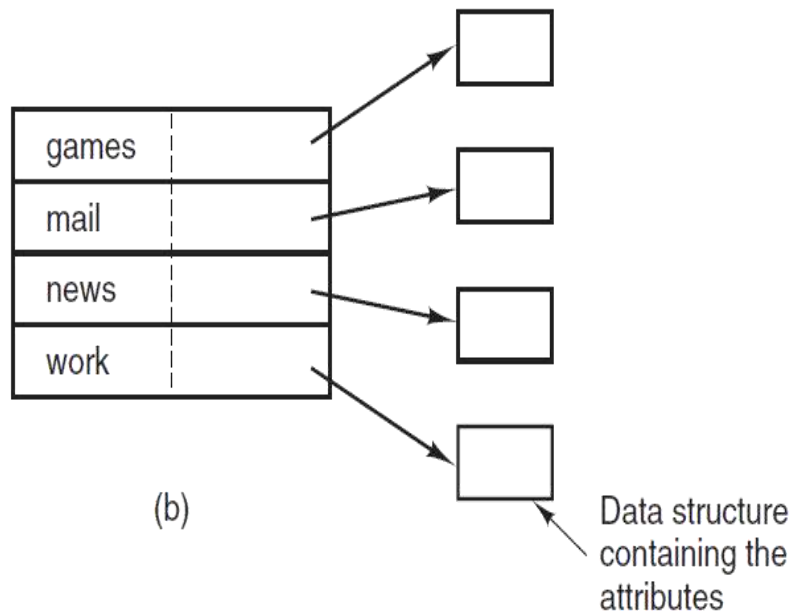 games
mail
news
work
(b)
Data structure
containing the
attributes